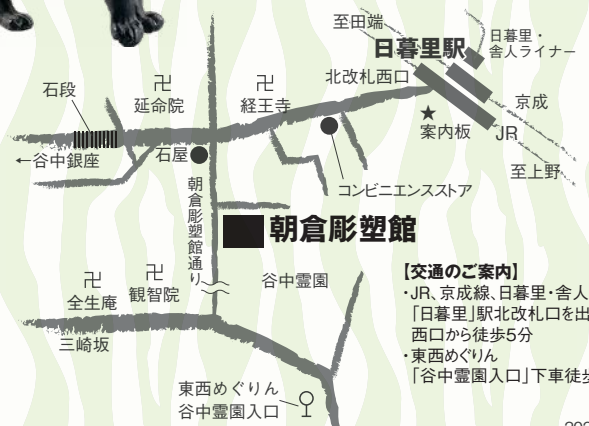 至田端
日暮里・
舎人ライナー
日暮里駅
北改札西口
石段
卍
延命院
卍
経王寺
京成
★
案内板
JR
←谷中銀座
石屋
至上野
コンビニエンスストア
朝倉彫塑館通り
朝倉彫塑館
卍
全生庵
卍
観智院
谷中霊園
三崎坂
【交通のご案内】
・JR、京成線、日暮里・舎人
「日暮里」駅北改札口を出
西口から徒歩5分
・東西めぐりん
「谷中霊園入口」下車徒歩
東西めぐりん
谷中霊園入口